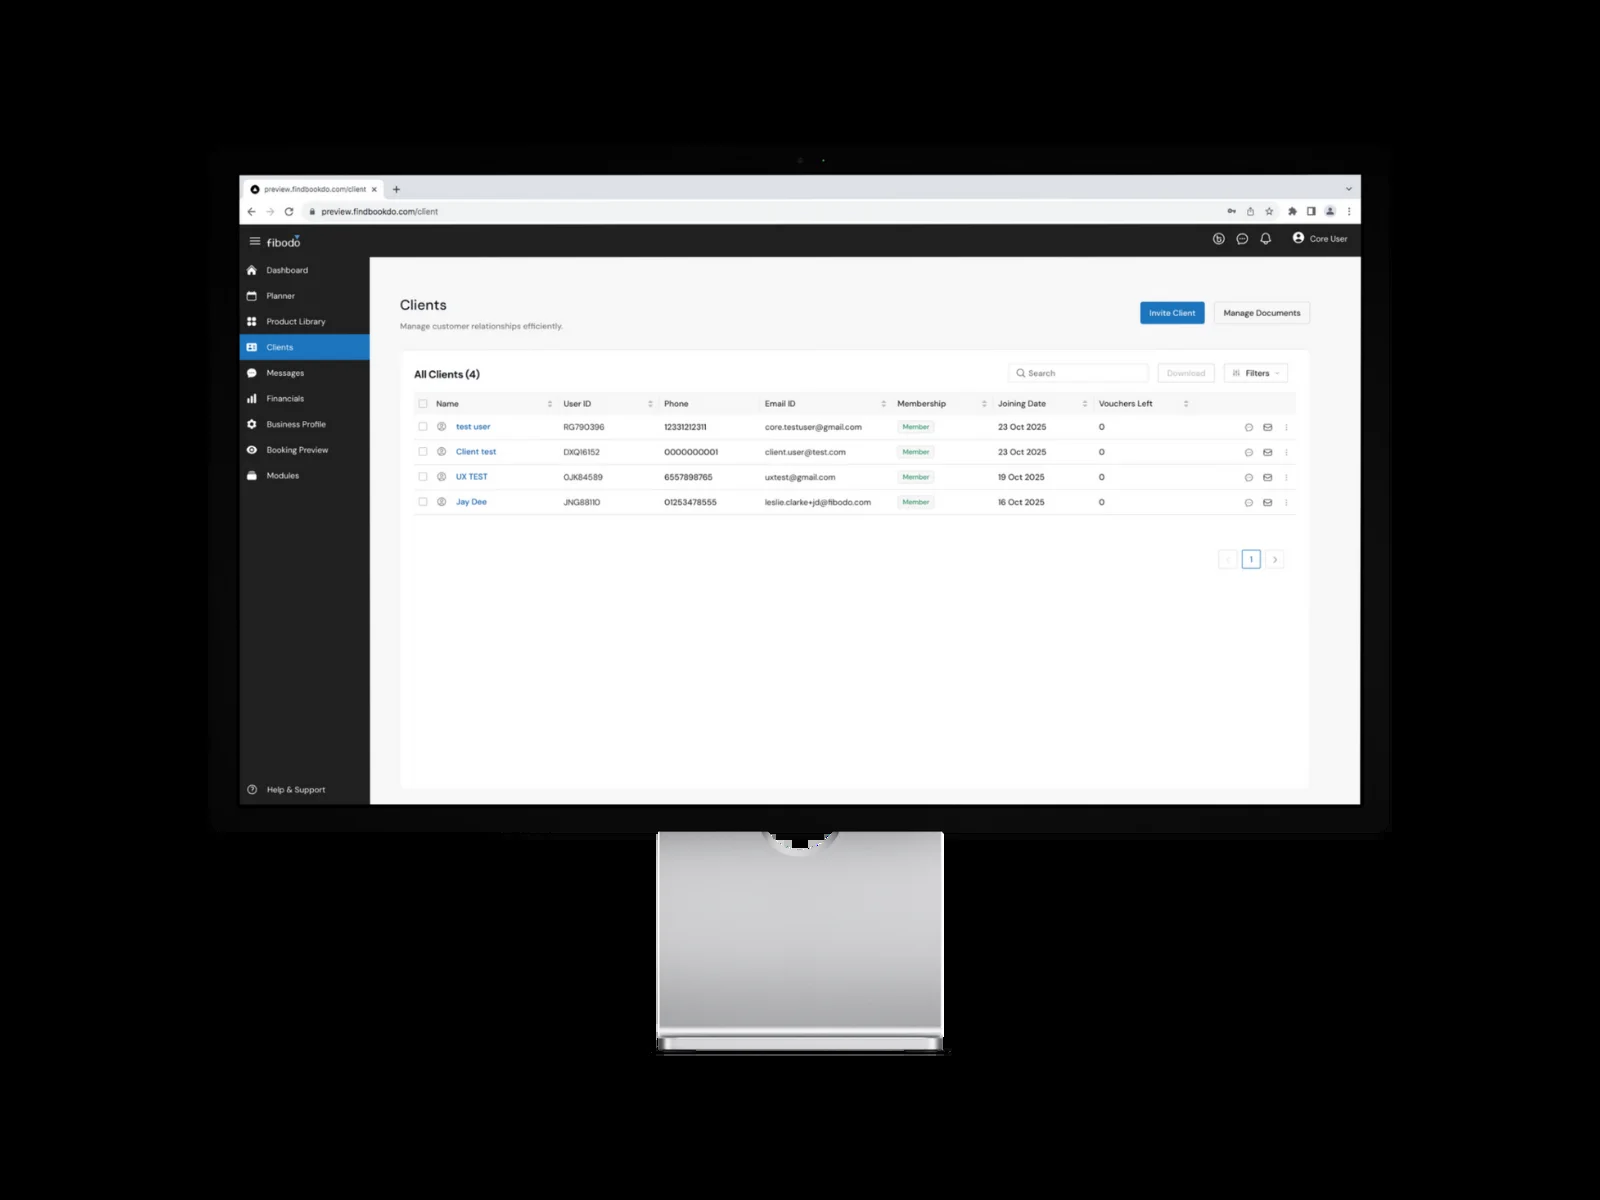 preview.findbookdo.com/client
preview.findbookdo.com/client
fibodo
Core User
Dashboard
Planner
Product Library
Clients
Messages
Financials
Business Profile
Booking Preview
Modules
Help & Support
Clients
Manage customer relationships efficiently.
Invite Client
Manage Documents
All Clients (4)
Search
Download
Filters
Name User ID Phone Email ID Membership Joining Date Vouchers Left
test user RG790396 12331212311 core.testuser@gmail.com Member 23 Oct 2025 0
Client test DXQ16152 0000000001 client.user@test.com Member 23 Oct 2025 0
UX TEST OJK84589 6557898765 uxtest@gmail.com Member 19 Oct 2025 0
Jay Dee JNG88110 01253478555 leslie.clarke+jd@fibodo.com Member 16 Oct 2025 0
1